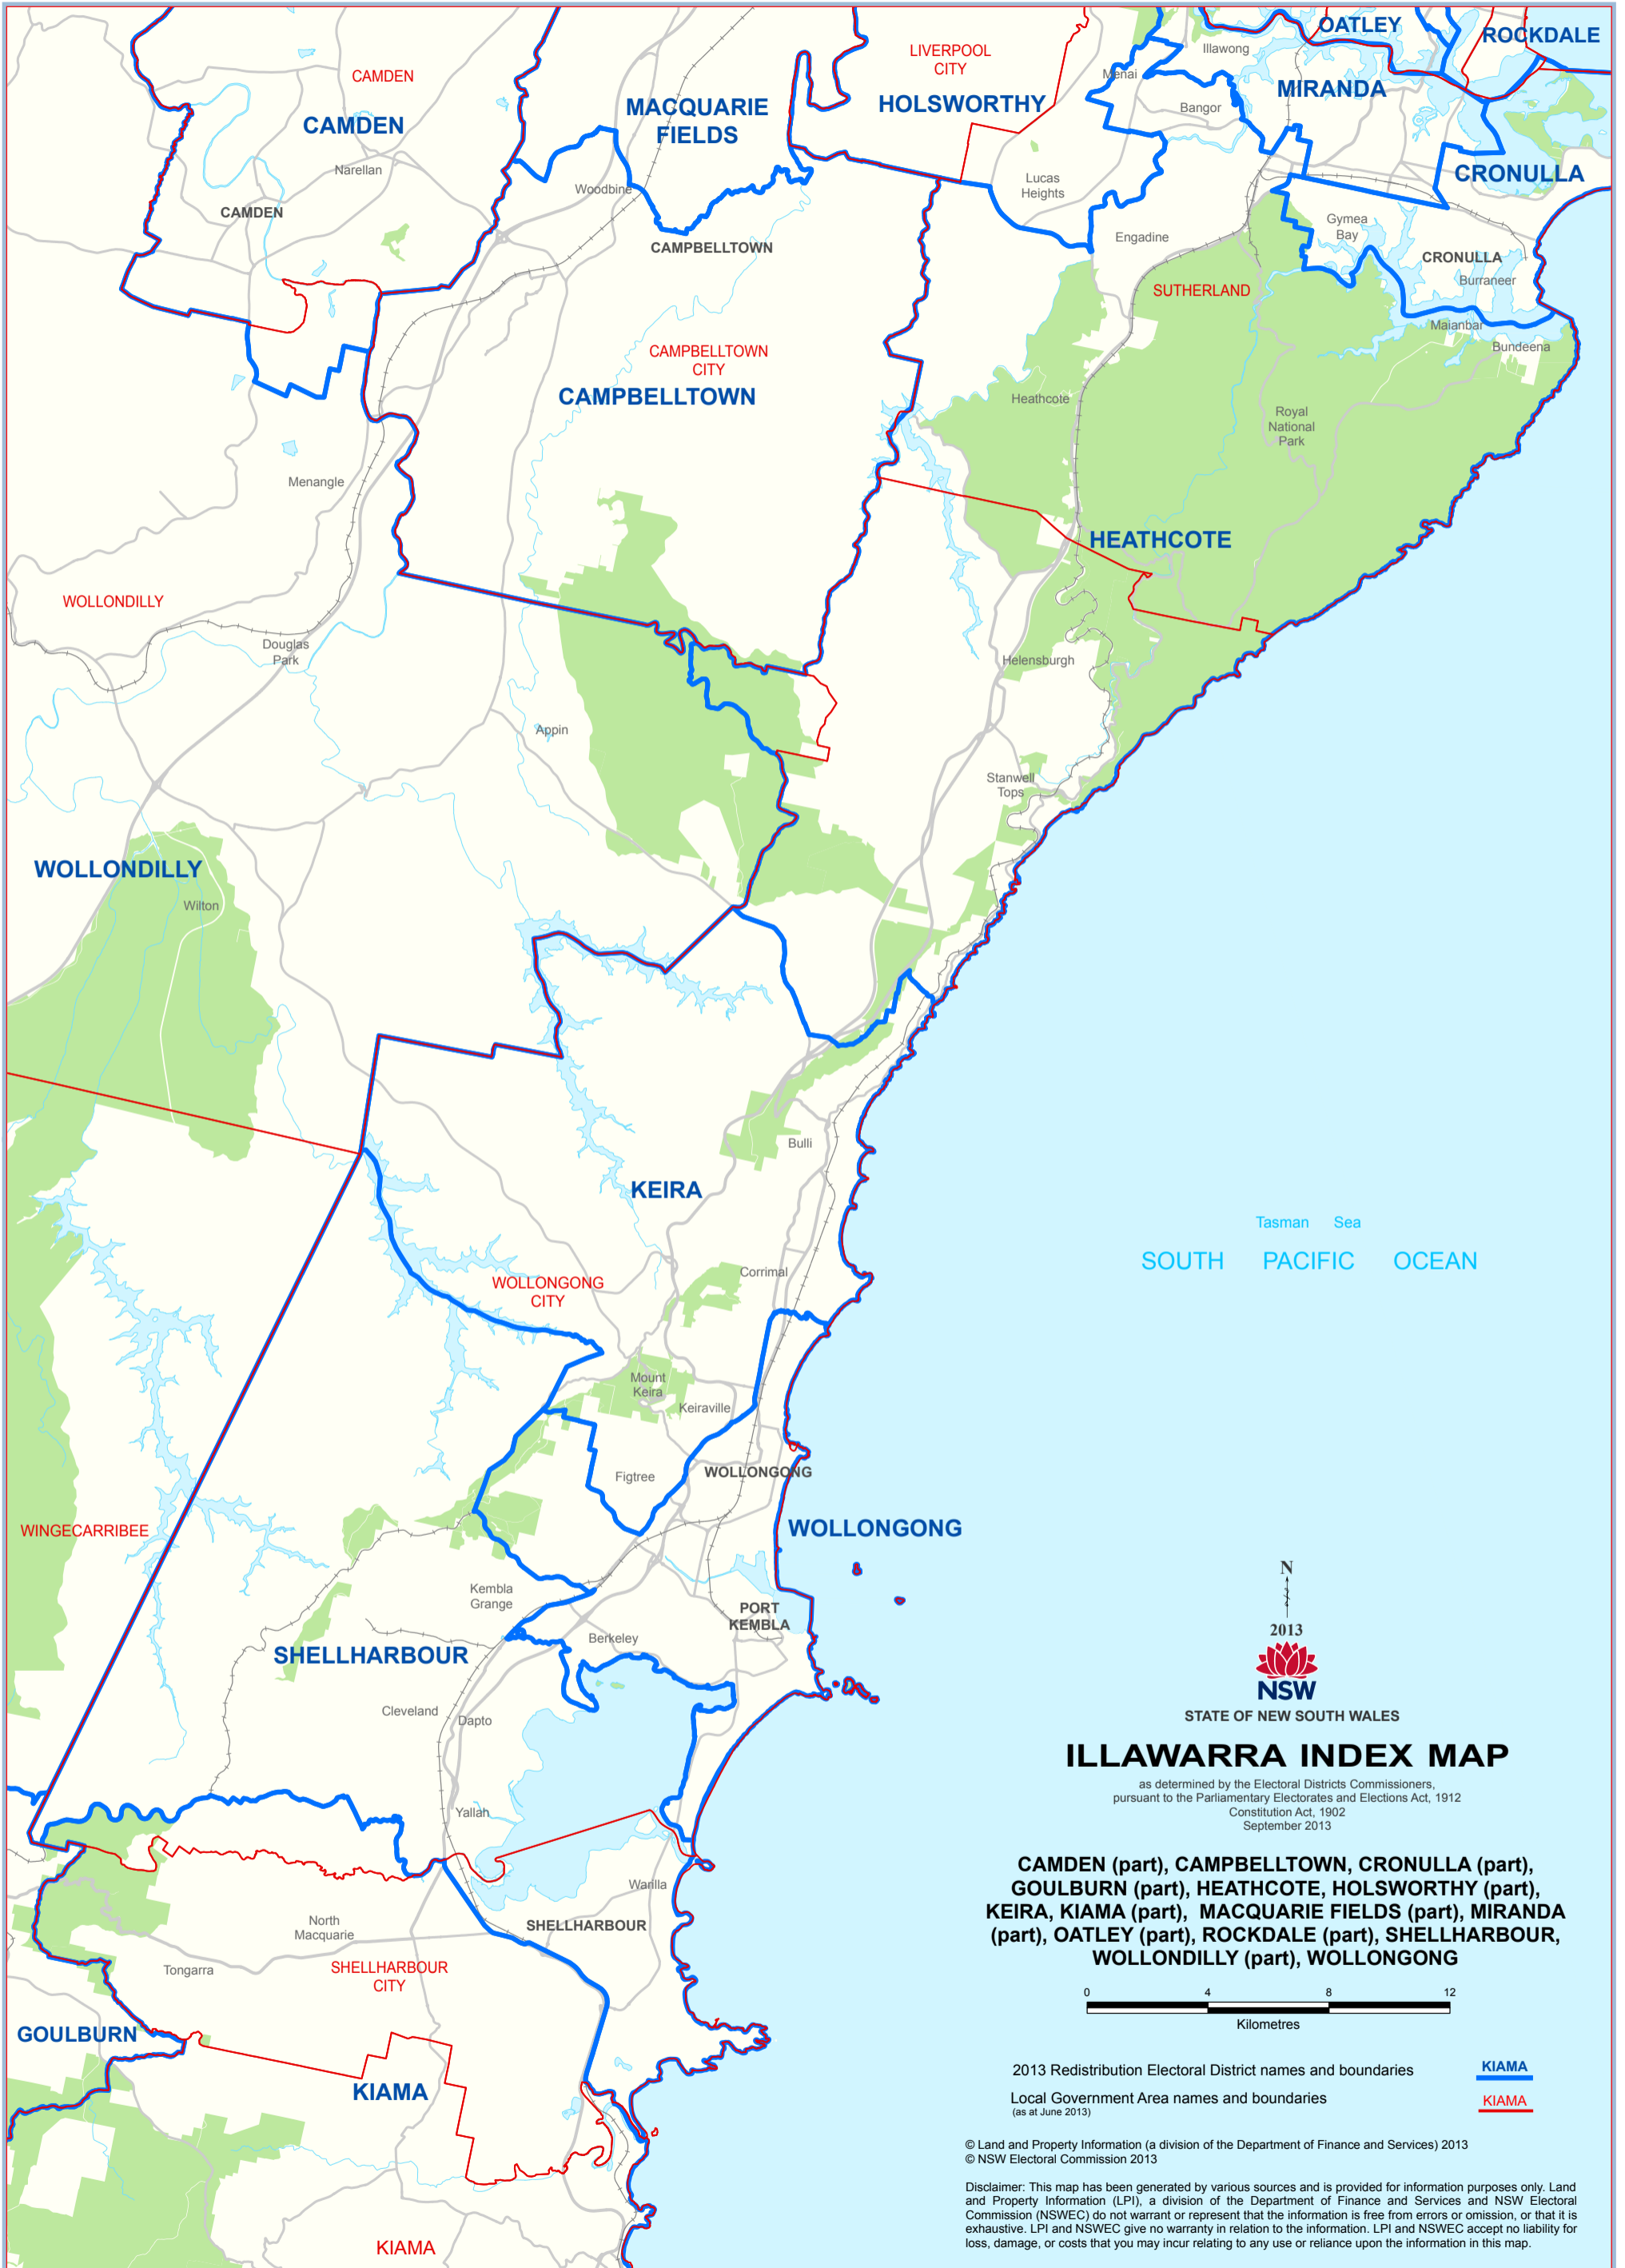 OATLEY
ROCKDALE
LIVERPOOL
CITY
Illawong
Menai
CAMDEN
MACQUARIE
FIELDS
HOLSWORTHY
MIRANDA
Bangor
CAMDEN
Narellan
CAMDEN
Woodbine
CAMPBELLTOWN
Lucas
Heights
CRONULLA
Engadine
Gymea
Bay
CRONULLA
Burraneer
SUTHERLAND
Maianbar
Bundeena
CAMPBELLTOWN
CITY
CAMPBELLTOWN
Heathcote
Royal
National
Park
Menangle
HEATHCOTE
WOLLONDILLY
Douglas
Park
Helensburgh
Appin
Stanwell
Tops
WOLLONDILLY
Wilton
Bulli
KEIRA
Tasman Sea
SOUTH PACIFIC OCEAN
Corrimal
WOLLONGONG
CITY
Mount
Keira
Keiraville
Figtree
WOLLONGONG
WOLLONGONG
WINGECARRIBEE
Kembla
Grange
PORT
KEMBLA
Berkeley
SHELLHARBOUR
Cleveland
Dapto
Yallah
Warilla
SHELLHARBOUR
North
Macquarie
Tongarra
SHELLHARBOUR
CITY
GOULBURN
KIAMA
KIAMA
N
2013
NSW
STATE OF NEW SOUTH WALES
ILLAWARRA INDEX MAP
as determined by the Electoral Districts Commissioners,
pursuant to the Parliamentary Electorates and Elections Act, 1912
Constitution Act, 1902
September 2013
CAMDEN (part), CAMPBELLTOWN, CRONULLA (part),
GOULBURN (part), HEATHCOTE, HOLSWORTHY (part),
KEIRA, KIAMA (part), MACQUARIE FIELDS (part), MIRANDA
(part), OATLEY (part), ROCKDALE (part), SHELLHARBOUR,
WOLLONDILLY (part), WOLLONGONG
0 4 8 12
Kilometres
2013 Redistribution Electoral District names and boundaries KIAMA
Local Government Area names and boundaries KIAMA
(as at June 2013)
© Land and Property Information (a division of the Department of Finance and Services) 2013
© NSW Electoral Commission 2013
Disclaimer: This map has been generated by various sources and is provided for information purposes only. Land
and Property Information (LPI), a division of the Department of Finance and Services and NSW Electoral
Commission (NSWEC) do not warrant or represent that the information is free from errors or omission, or that it is
exhaustive. LPI and NSWEC give no warranty in relation to the information. LPI and NSWEC accept no liability for
loss, damage, or costs that you may incur relating to any use or reliance upon the information in this map.